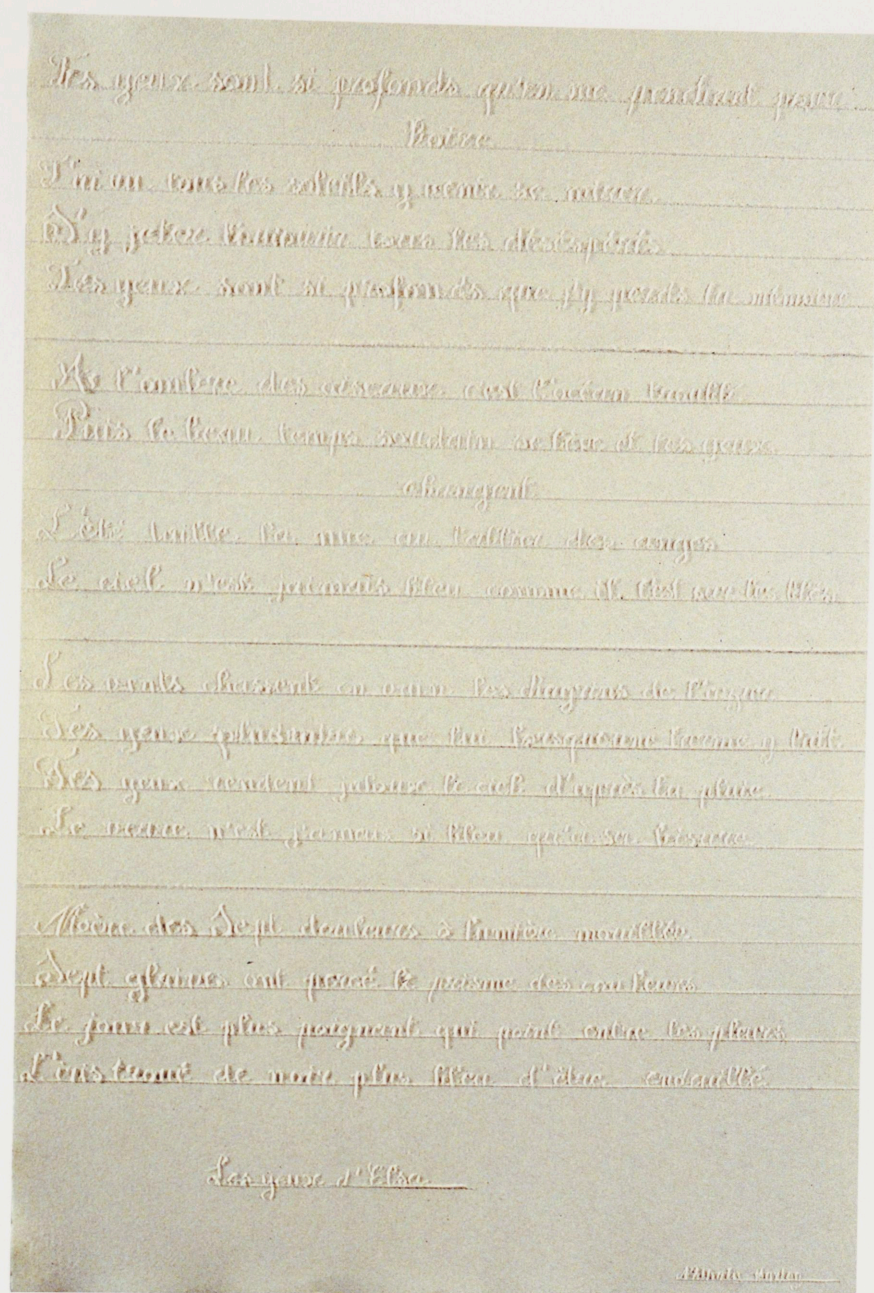 Tes yeux sont si profonds qu'en me penchant pour
boire
J'ai vu tous les soleils y venir se mirer
S'y jeter à mourir tous les désespérés
Tes yeux sont si profonds que j'y perds la mémoire
A l'ombre des oiseaux c'est l'océan troublé
Puis le beau temps soudain se lève et tes yeux
changent
L'été taille la nue au tablier des anges
Le ciel n'est jamais bleu comme il l'est sur les blés
Les vents chassent en vain les chagrins de l'azur
Tes yeux plus clairs que lui lorsqu'une larme y luit
Tes yeux rendent jaloux le ciel d'après la pluie
Le verre n'est jamais si bleu qu'à sa brisure
Mère des Sept douleurs ô lumière mouillée
Sept glaives ont percé le prisme des couleurs
Le jour est plus poignant qui point entre les pleurs
L'iris troué de noir plus bleu d'être endeuillé
Les yeux d'Elsa